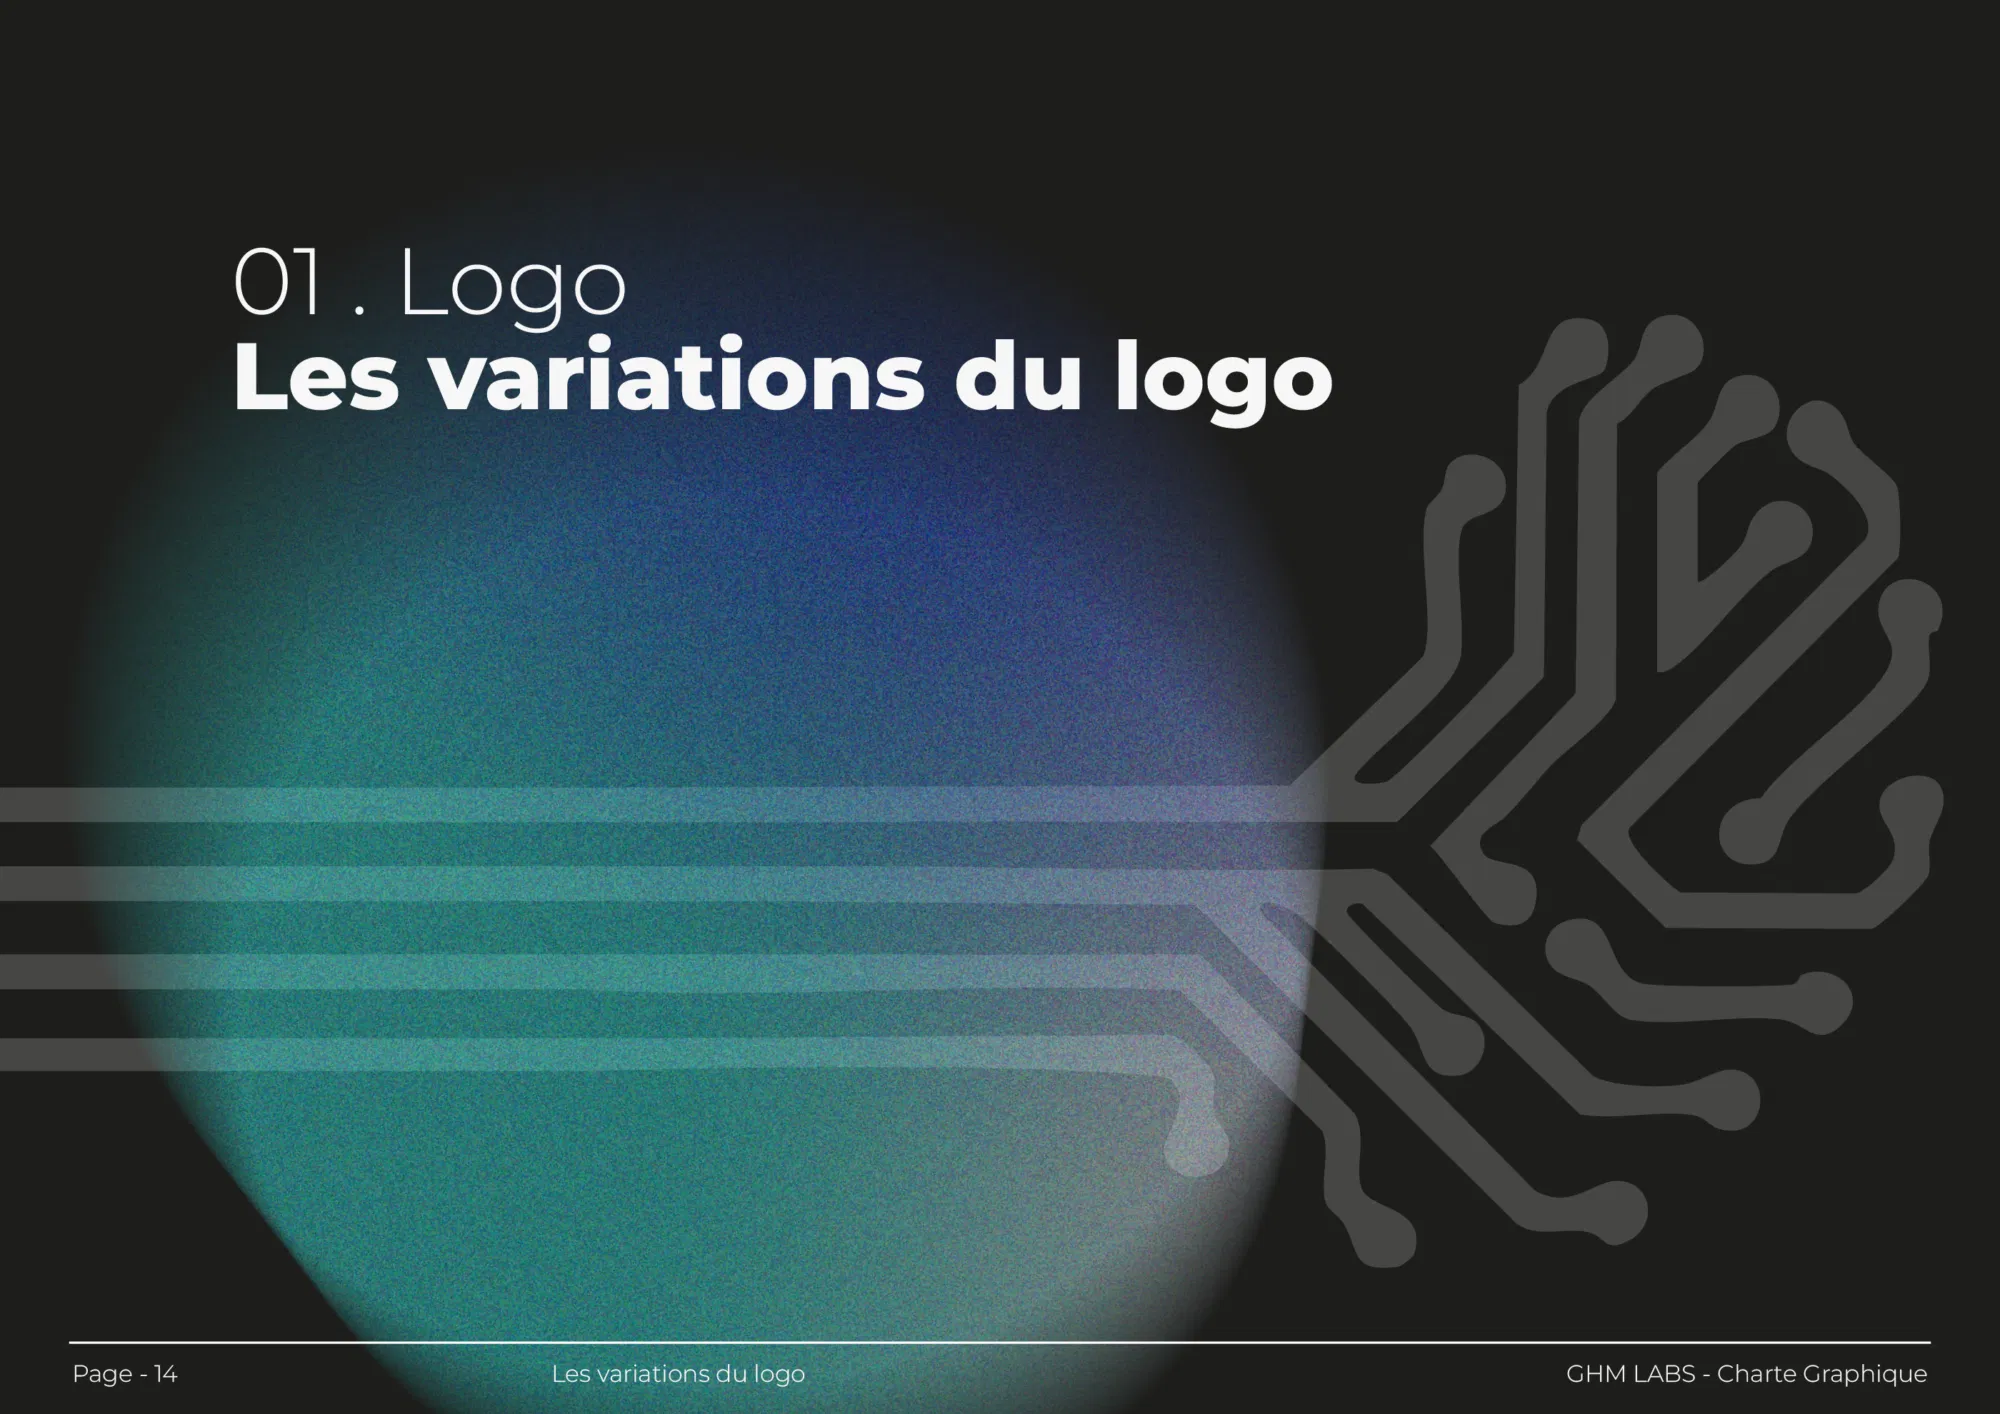 01 . Logo
Les variations du logo
Page - 14
Les variations du logo
GHM LABS - Charte Graphique